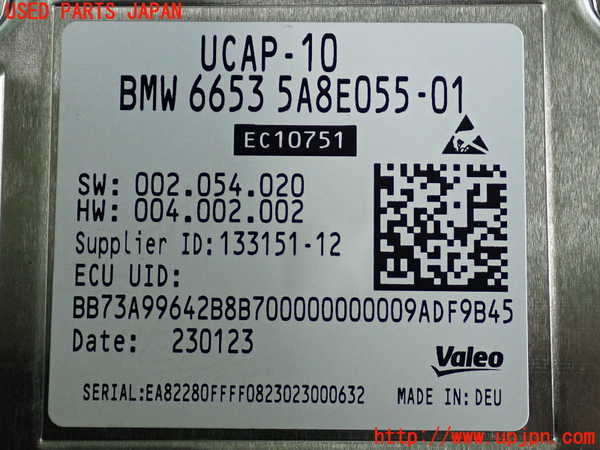 USED PARTS JAPAN
UCAP-10
BMW 6653 5A8E055-01
EC10751
SW: 002.054.020
HW: 004.002.002
Supplier ID: 133151-12
ECU UID:
BB73A99642B8B700000000009ADF9B45
Date: 230123
Valeo
SERIAL:EA82280FFFF0823023000632
MADE IN: DEU
http://www.upjpn.com/